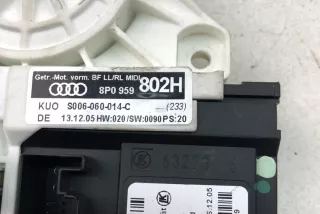 Getr.-Mot. vorm. BF LL/RL MIDI
8P0 959 802H
KUO S006-060-014-C (233)
DE 13.12.05 HW:020/SW:0090 PS:20